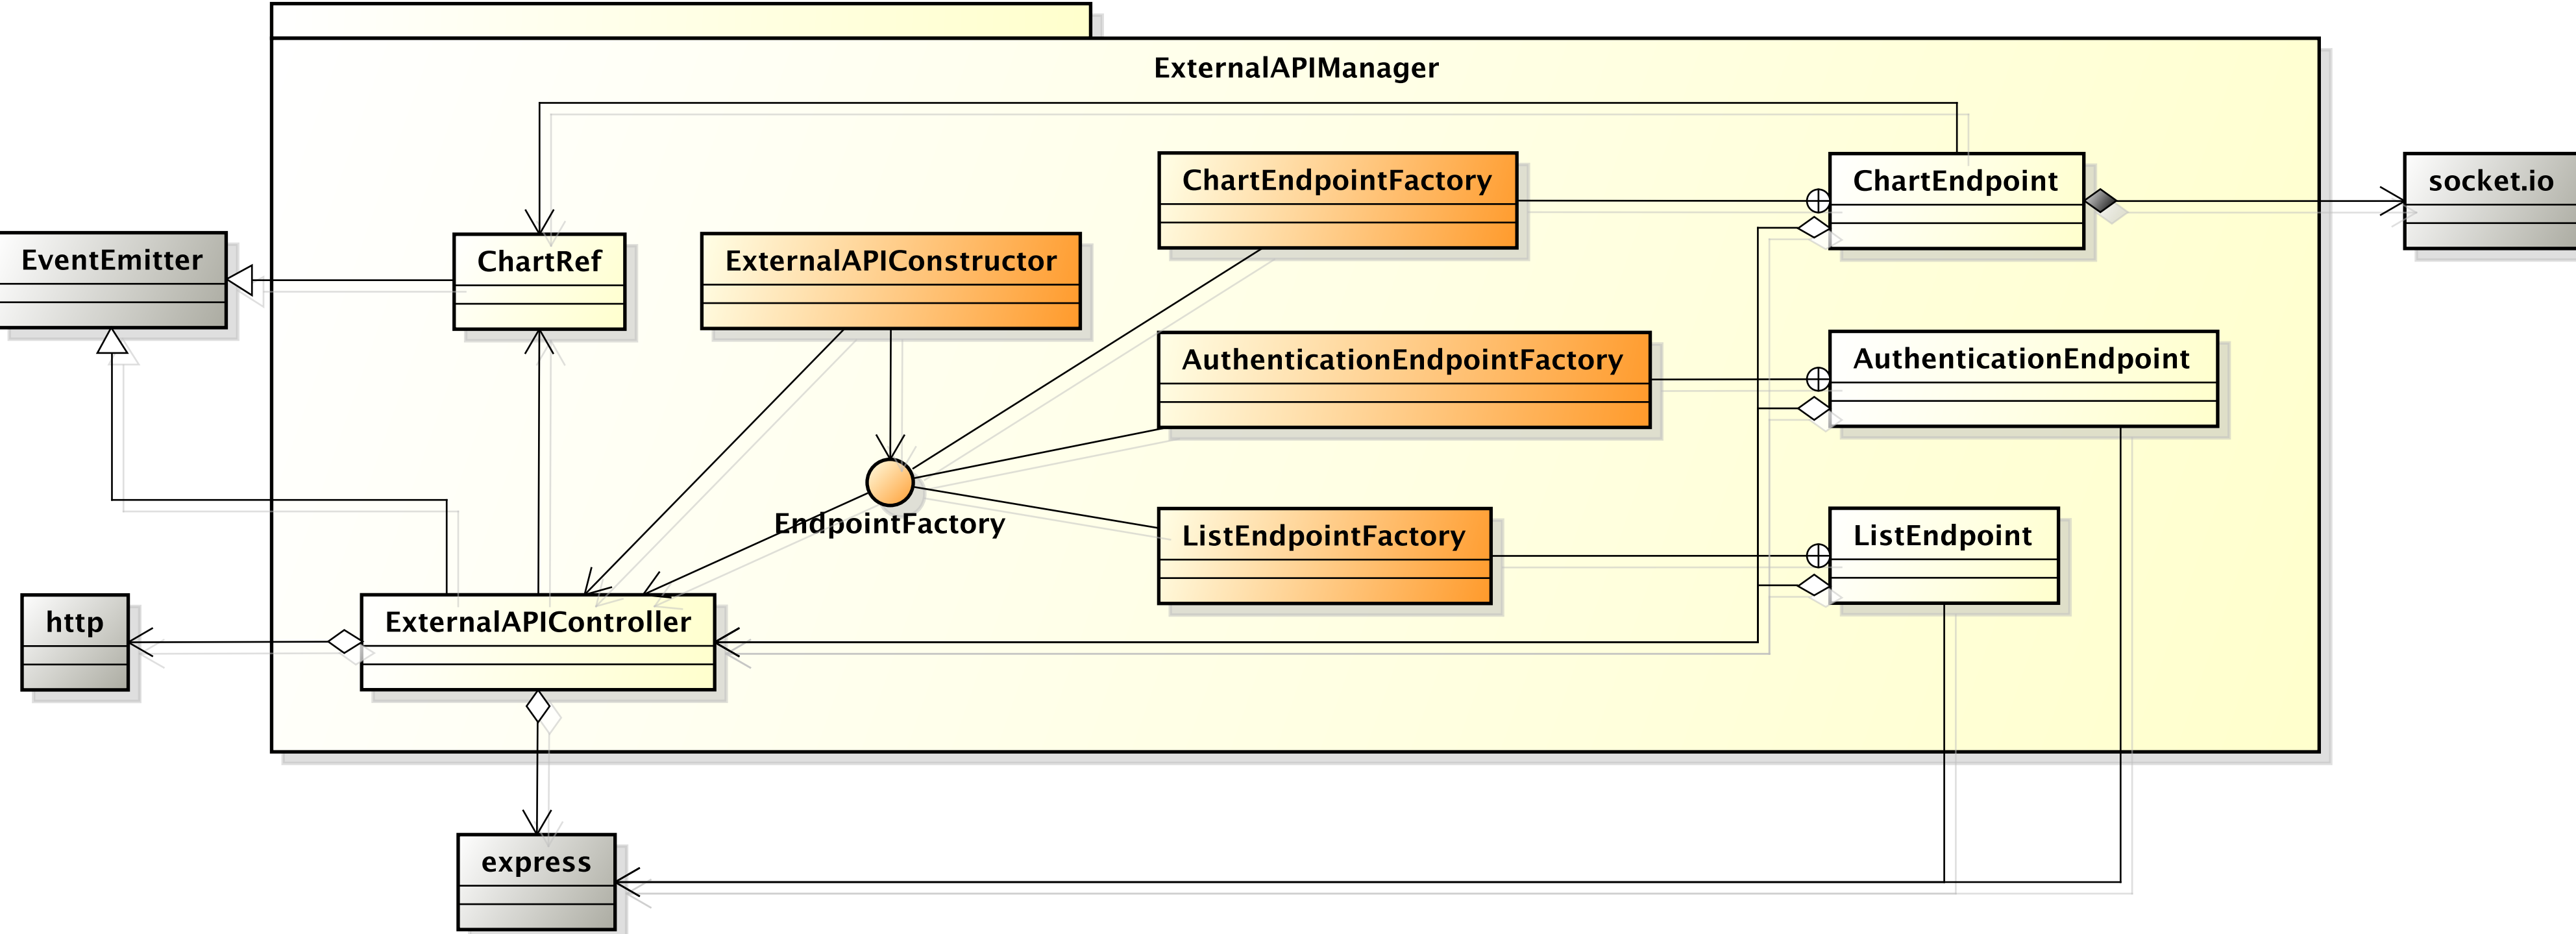 ExternalAPIManager
ChartEndpointFactory
ChartEndpoint
socket.io
EventEmitter
ChartRef
ExternalAPIConstructor
AuthenticationEndpointFactory
AuthenticationEndpoint
EndpointFactory
ListEndpointFactory
ListEndpoint
http
ExternalAPIController
express